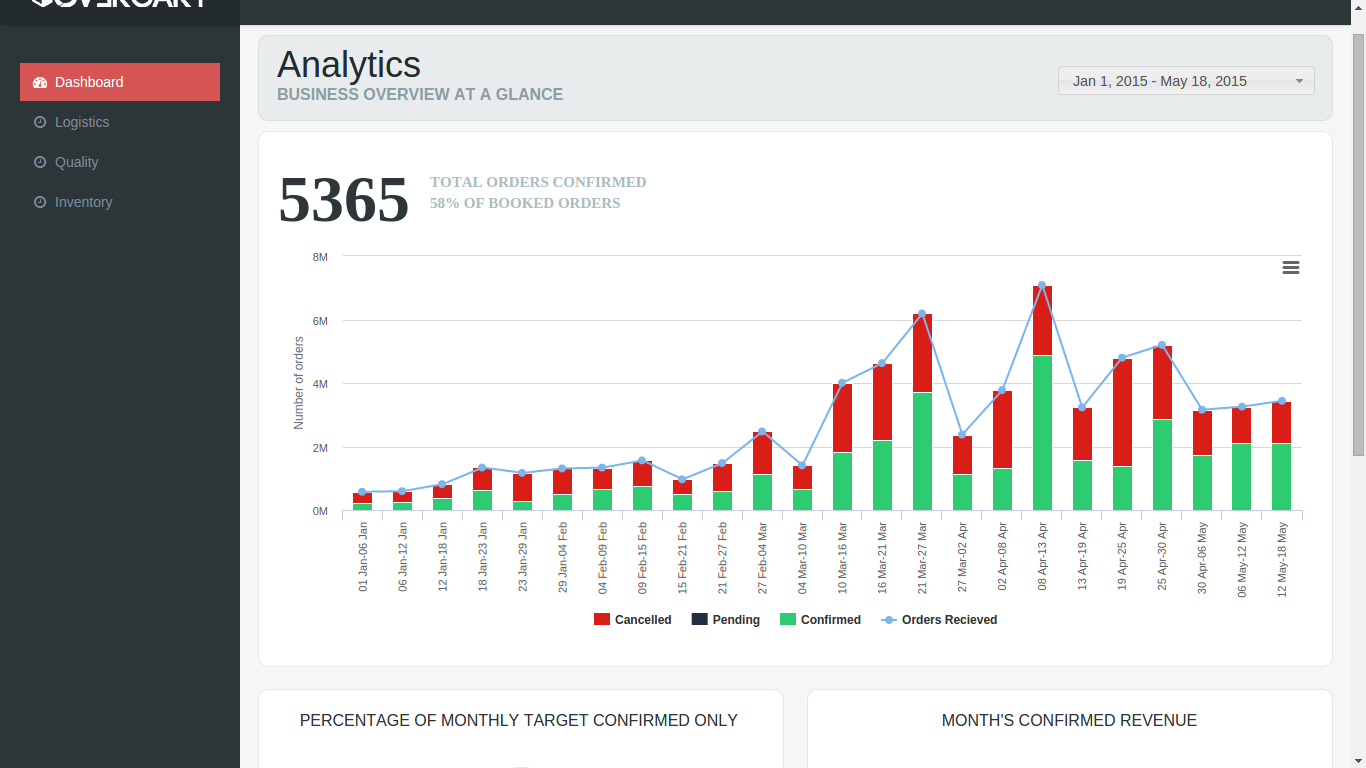 OVERCART
Dashboard
Logistics
Quality
Inventory
Analytics
BUSINESS OVERVIEW AT A GLANCE
Jan 1, 2015 - May 18, 2015
5365
TOTAL ORDERS CONFIRMED
58% OF BOOKED ORDERS
Number of orders
8M
6M
4M
2M
0M
01 Jan-06 Jan
06 Jan-12 Jan
12 Jan-18 Jan
18 Jan-23 Jan
23 Jan-29 Jan
29 Jan-04 Feb
04 Feb-09 Feb
09 Feb-15 Feb
15 Feb-21 Feb
21 Feb-27 Feb
27 Feb-04 Mar
04 Mar-10 Mar
10 Mar-16 Mar
16 Mar-21 Mar
21 Mar-27 Mar
27 Mar-02 Apr
02 Apr-08 Apr
08 Apr-13 Apr
13 Apr-19 Apr
19 Apr-25 Apr
25 Apr-30 Apr
30 Apr-06 May
06 May-12 May
12 May-18 May
Cancelled
Pending
Confirmed
Orders Recieved
PERCENTAGE OF MONTHLY TARGET CONFIRMED ONLY
MONTH'S CONFIRMED REVENUE